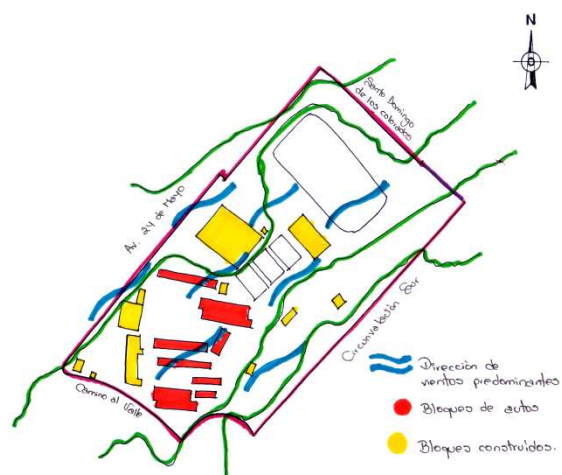 N
Santo Domingo
de los colorados
Av. 24 de Mayo
Circunvalación Sur
Camino al Valle
Dirección de
vientos predominantes
Bloques de autos
Bloques construidos.